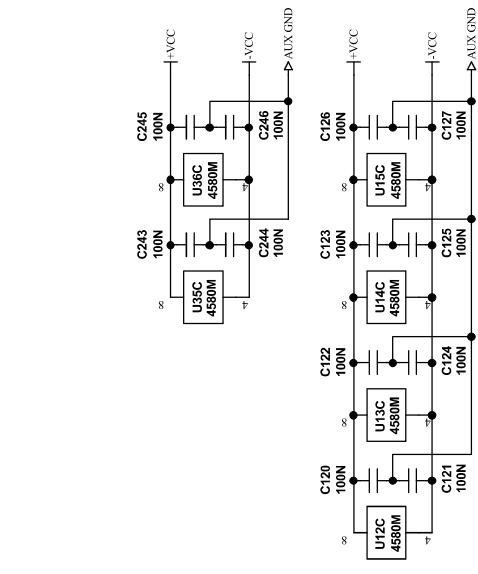 +VCC
-VCC
AUX GND
C245
100N
C246
100N
8
U36C
4580M
4
C243
100N
C244
100N
8
U35C
4580M
4
+VCC
-VCC
AUX GND
C126
100N
C127
100N
8
U15C
4580M
4
C123
100N
C125
100N
8
U14C
4580M
4
C122
100N
C124
100N
8
U13C
4580M
4
C120
100N
C121
100N
8
U12C
4580M
4